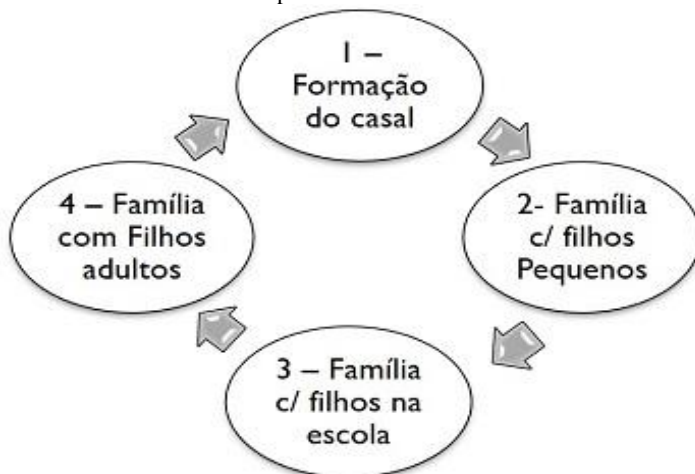 1 –
Formação
do casal
2- Família
c/ filhos
Pequenos
3 – Família
c/ filhos na
escola
4 – Família
com Filhos
adultos